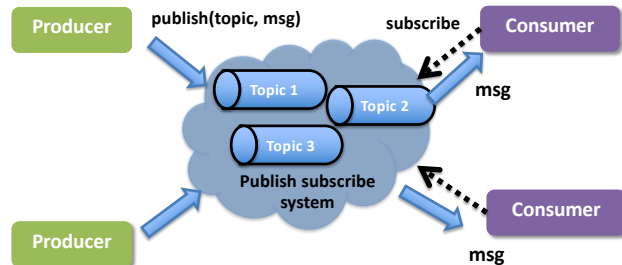 Producer
publish(topic, msg)
subscribe
Consumer
Topic 1
Topic 2
msg
Topic 3
Publish subscribe
system
Consumer
Producer
msg